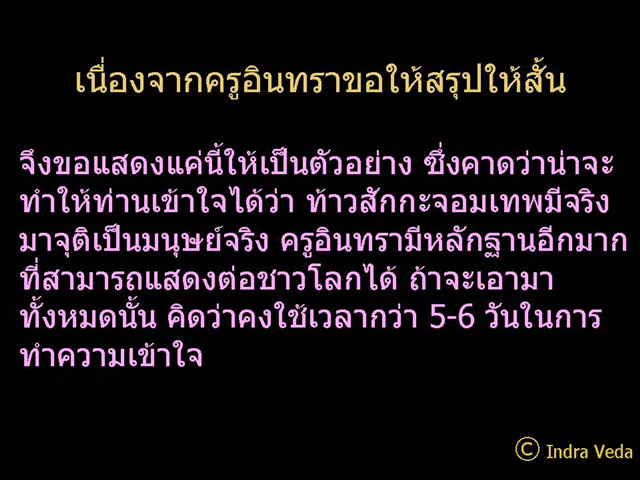 เนื่องจากครูอินทราขอให้สรุปให้สั้น
จึงขอแสดงแค่นี้ให้เป็นตัวอย่าง ซึ่งคาดว่าน่าจะ
ทำให้ท่านเข้าใจได้ว่า ท้าวสักกะจอมเทพมีจริง
มาจุติเป็นมนุษย์จริง ครูอินทรามีหลักฐานอีกมาก
ที่สามารถแสดงต่อชาวโลกได้ ถ้าจะเอามา
ทั้งหมดนั้น คิดว่าคงใช้เวลากว่า 5-6 วันในการ
ทำความเข้าใจ
© Indra Veda